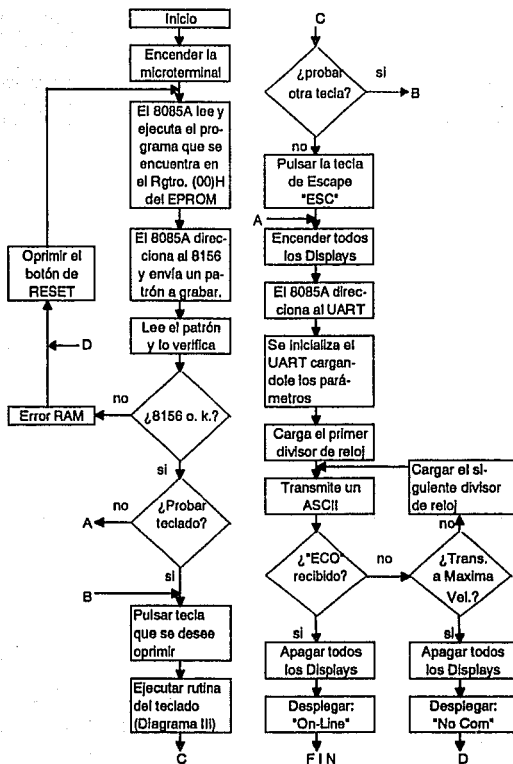 Inicio
Encender la
microterminal
El 8085A lee y
ejecuta el pro-
grama que se
encuentra en
el Rgtro. (00)H
del EPROM
El 8085A direc-
ciona al 8156
y envía un pa-
trón a grabar.
Oprimir el
botón de
RESET
Lee el patrón
y lo verifica
D
no
Error RAM
¿8156 o. k.?
si
no
A
¿Probar
teclado?
si
B
Pulsar tecla
que se desee
oprimir
Ejecutar rutina
del teclado
(Diagrama III)
C
C
¿probar
otra tecla?
si
B
no
Pulsar la tecla
de Escape
"ESC"
A
Encender todos
los Displays
El 8085A direc-
ciona al UART
Se inicializa el
UART cargan-
dole los pará-
metros
Carga el primer
divisor de reloj
Transmite un
ASCII
Cargar el si-
guiente divisor
de reloj
no
¿"ECO"
recibido?
no
¿Trans.
a Maxima
Vel.?
si
si
Apagar todos
los Displays
Apagar todos
los Displays
Desplegar:
"On-Line"
Desplegar:
"No Com"
FIN
D